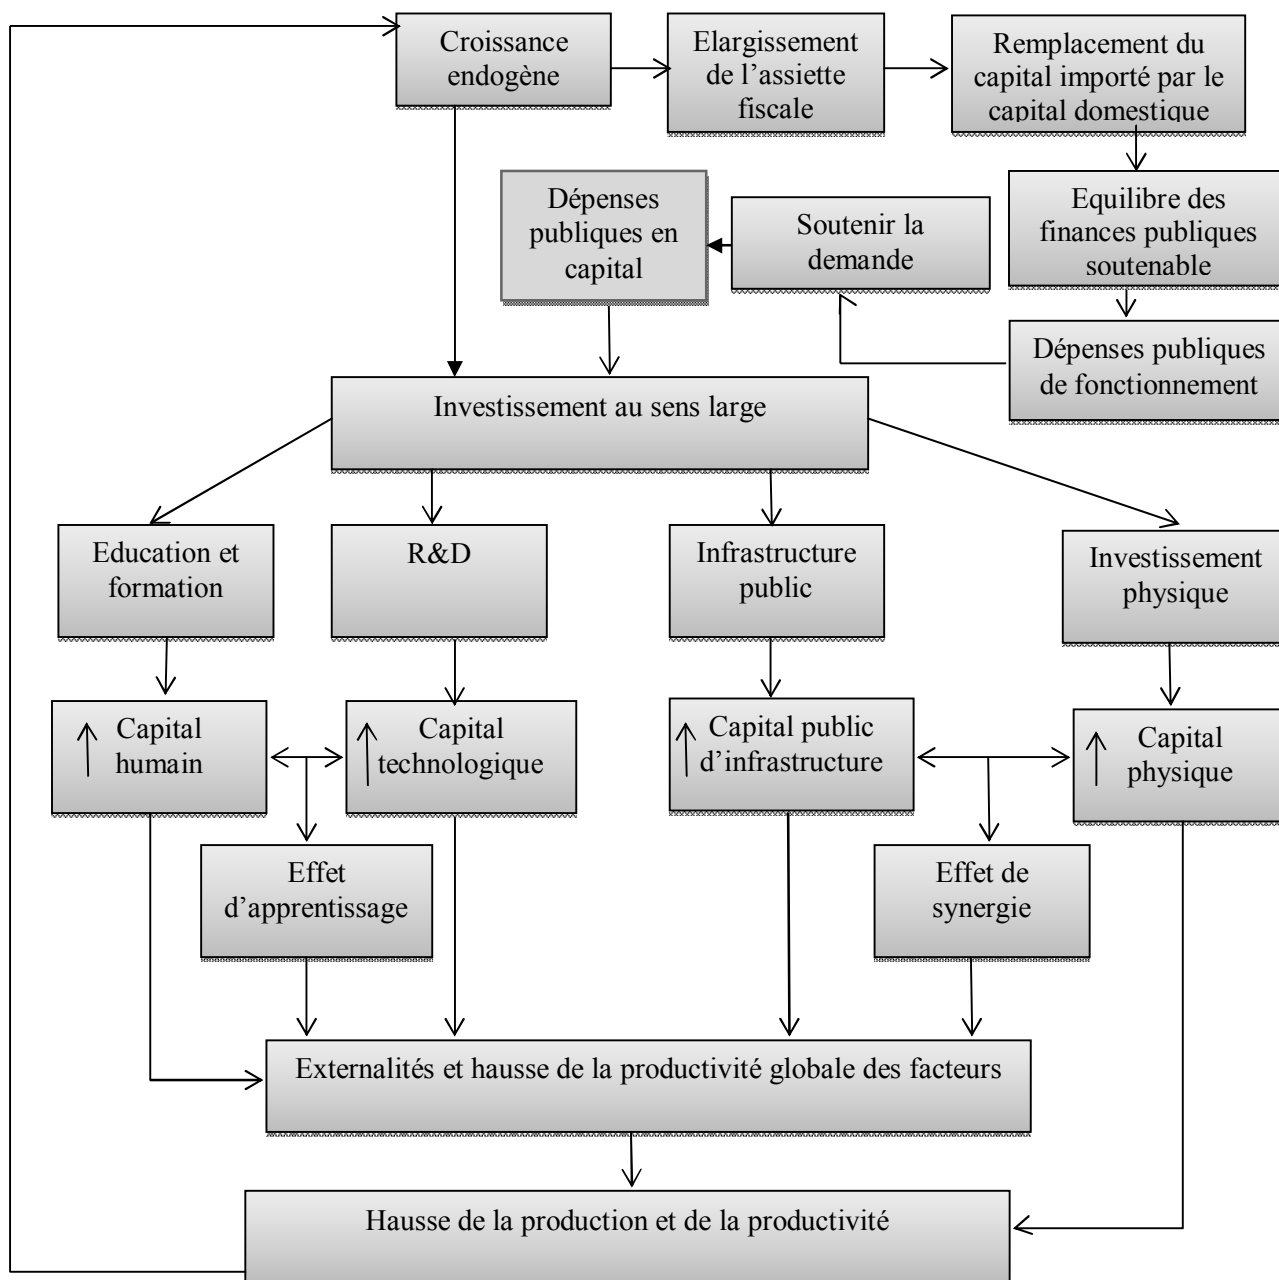 Croissance
endogène
Elargissement
de l’assiette
fiscale
Remplacement du
capital importé par le
capital domestique
Dépenses
publiques en
capital
Soutenir la
demande
Equilibre des
finances publiques
soutenable
Dépenses publiques
de fonctionnement
Investissement au sens large
Education et
formation
R&D
Infrastructure
public
Investissement
physique
Capital
humain
Capital
technologique
Capital public
d’infrastructure
Capital
physique
Effet
d’apprentissage
Effet de
synergie
Externalités et hausse de la productivité globale des facteurs
Hausse de la production et de la productivité